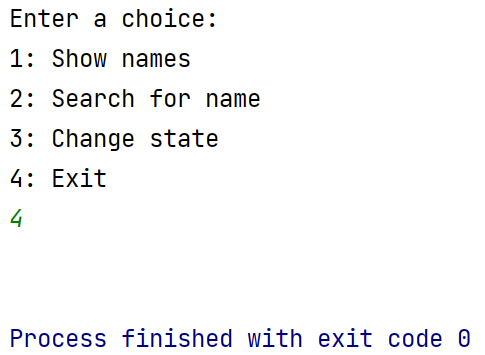 Enter a choice:
1: Show names
2: Search for name
3: Change state
4: Exit
4
Process finished with exit code 0